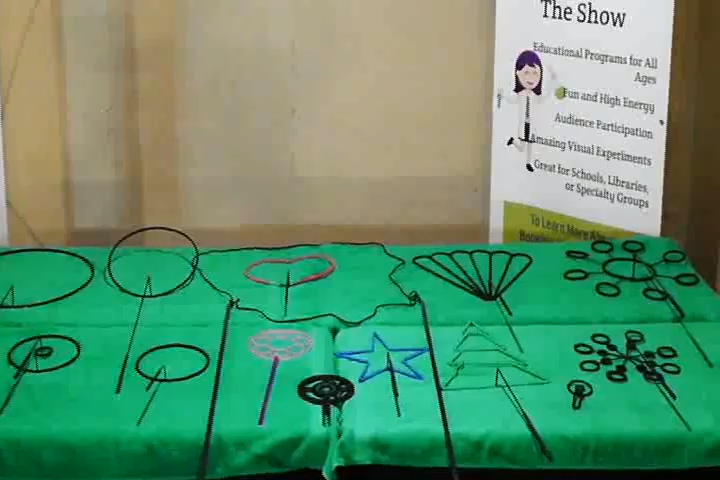 The Show
Educational Programs for All
Ages
Fun and High Energy
Audience Participation
Amazing Visual Experiments
Great for Schools, Libraries,
or Specialty Groups
To Learn More